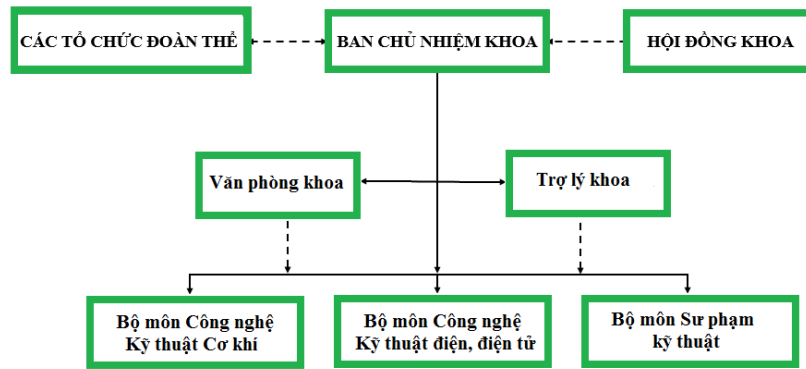 CÁC TỔ CHỨC ĐOÀN THỂ
BAN CHỦ NHIỆM KHOA
HỘI ĐỒNG KHOA
Văn phòng khoa
Trợ lý khoa
Bộ môn Công nghệ
Kỹ thuật Cơ khí
Bộ môn Công nghệ
Kỹ thuật điện, điện tử
Bộ môn Sư phạm
kỹ thuật